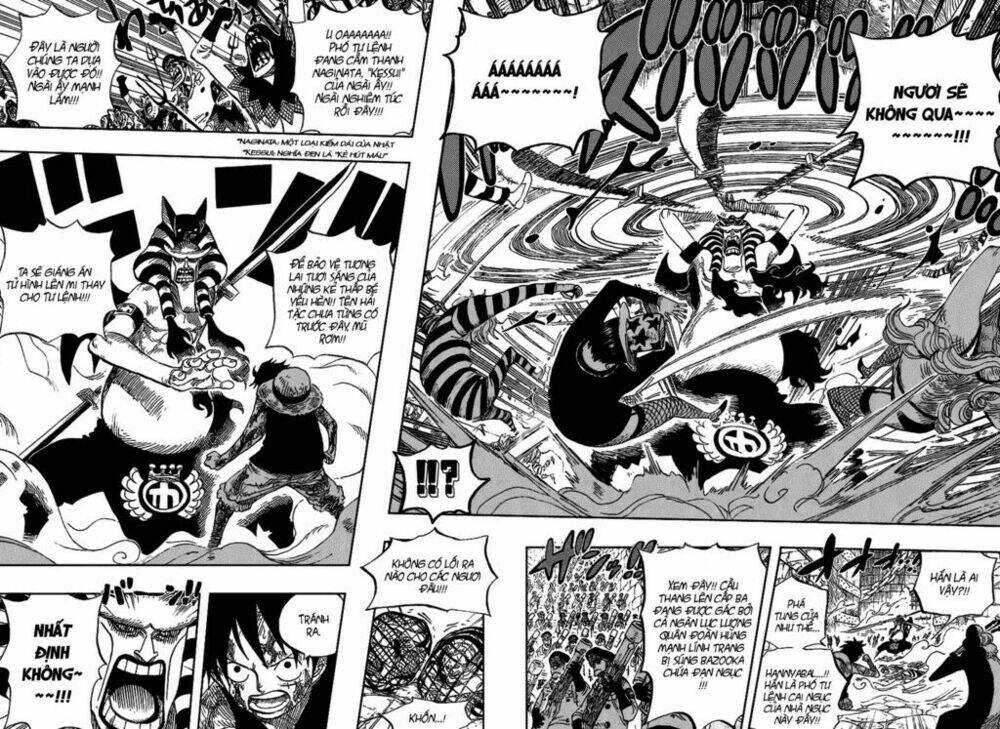 NGƯƠI SẼ
KHÔNG QUA~~~~
~~~~~~!!!
ÁÁÁÁÁÁÁÁ
ÁÁÁ~~~~~~~!
!!?
HẮN LÀ AI
VẬY?!!
PHÁ
TUNG CỬA
NHƯ THẾ...
HANNYABAL...!!
HẮN LÀ PHÓ TƯ
LỆNH CAI NGỤC
CỦA NHÀ NGỤC
NÀY ĐÂY!!
XEM ĐÂY!! CẦU
THANG LÊN CẤP BA
ĐANG ĐƯỢC GÁC BỞI
CẢ NGÀN LỰC LƯỢNG
QUÂN ĐOÀN HÙNG
MẠNH LÍNH TRANG
BỊ SÚNG BAZOOKA
CHÚA ĐẠN NGỤC
!!!
KHÔNG CÓ LỐI RA
NÀO CHO CÁC NGƯƠI
ĐÂU!!!
KHỐN...!
U OAAAAAA!!
PHÓ TƯ LỆNH
ĐANG CẦM THANH
NAGINATA, "KESSUI"
CỦA NGÀI ẤY!!
NGÀI NGHIÊM TÚC
RỒI ĐÂY!!!
ĐÂY LÀ NGƯỜI
CHÚNG TA DỰA
VÀO ĐƯỢC ĐÓ!!
NGÀI ẤY MẠNH
LẮM!!!
*NAGINATA: MỘT LOẠI KIẾM DÀI CỦA NHẬT
*KESSUI: NGHĨA ĐEN LÀ "KẺ HÚT MÁU"
ĐỂ BẢO VỆ TƯƠNG
LAI TƯƠI SÁNG CỦA
NHỮNG KẺ THẤP BÉ
YẾU HÈN!! TÊN HẢI
TẶC CHƯA TỪNG CÓ
TRƯỚC ĐÂY, MŨ
RƠM!!
TA SẼ GIÁNG ÁN
TỬ HÌNH LÊN MI THAY
CHO TƯ LỆNH!!!
TRÁNH
RA.
NHẤT
ĐỊNH
KHÔNG~
~~!!!